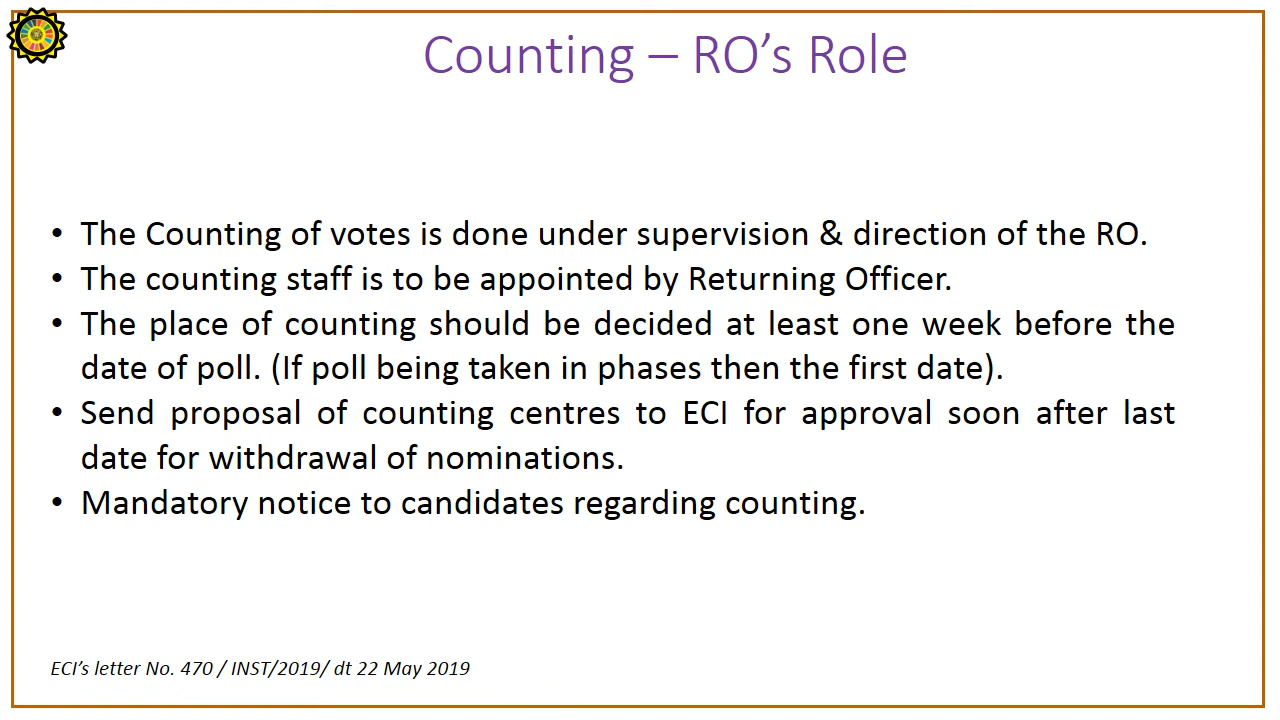 Counting – RO’s Role
• The Counting of votes is done under supervision & direction of the RO.
• The counting staff is to be appointed by Returning Officer.
• The place of counting should be decided at least one week before the
date of poll. (If poll being taken in phases then the first date).
• Send proposal of counting centres to ECI for approval soon after last
date for withdrawal of nominations.
• Mandatory notice to candidates regarding counting.
ECI’s letter No. 470 / INST/2019/ dt 22 May 2019